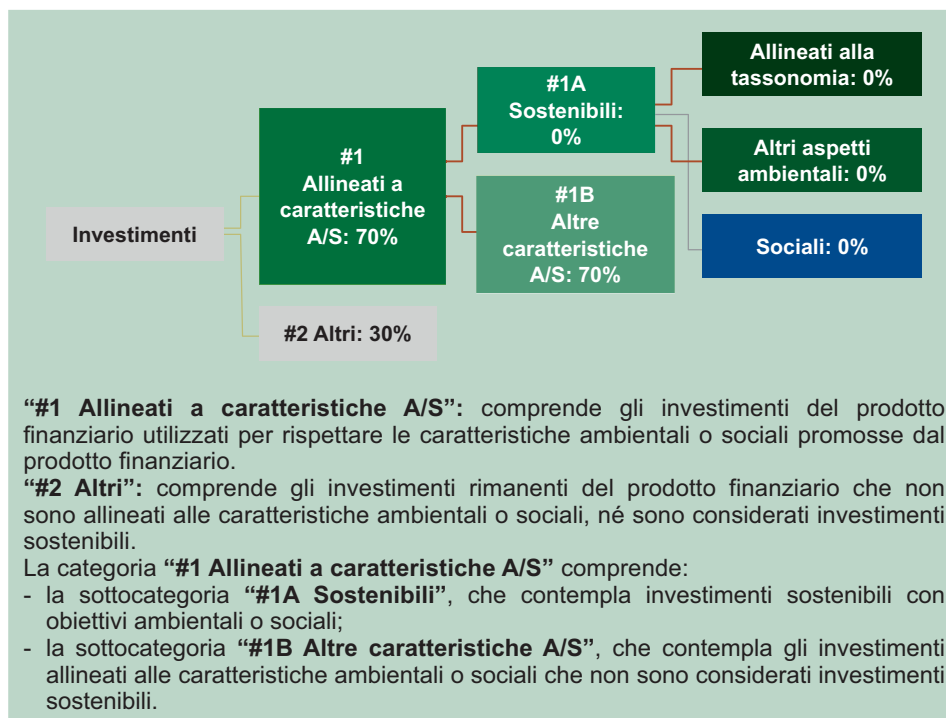 Investimenti
#1
Allineati a
caratteristiche
A/S: 70%
#2 Altri: 30%
#1A
Sostenibili:
0%
#1B
Altre
caratteristiche
A/S: 70%
Allineati alla
tassonomia: 0%
Altri aspetti
ambientali: 0%
Sociali: 0%
“#1 Allineati a caratteristiche A/S”: comprende gli investimenti del prodotto
finanziario utilizzati per rispettare le caratteristiche ambientali o sociali promosse dal
prodotto finanziario.
“#2 Altri”: comprende gli investimenti rimanenti del prodotto finanziario che non
sono allineati alle caratteristiche ambientali o sociali, né sono considerati investimenti
sostenibili.
La categoria “#1 Allineati a caratteristiche A/S” comprende:
- la sottocategoria “#1A Sostenibili”, che contempla investimenti sostenibili con
obiettivi ambientali o sociali;
- la sottocategoria “#1B Altre caratteristiche A/S”, che contempla gli investimenti
allineati alle caratteristiche ambientali o sociali che non sono considerati investimenti
sostenibili.